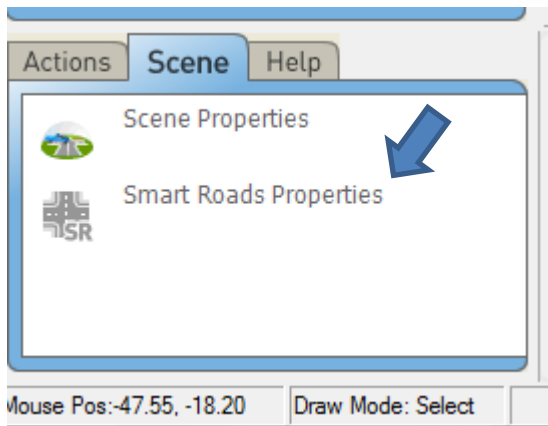 Actions Scene Help
Scene Properties
Smart Roads Properties
SR
Mouse Pos:-47.55, -18.20 Draw Mode: Select